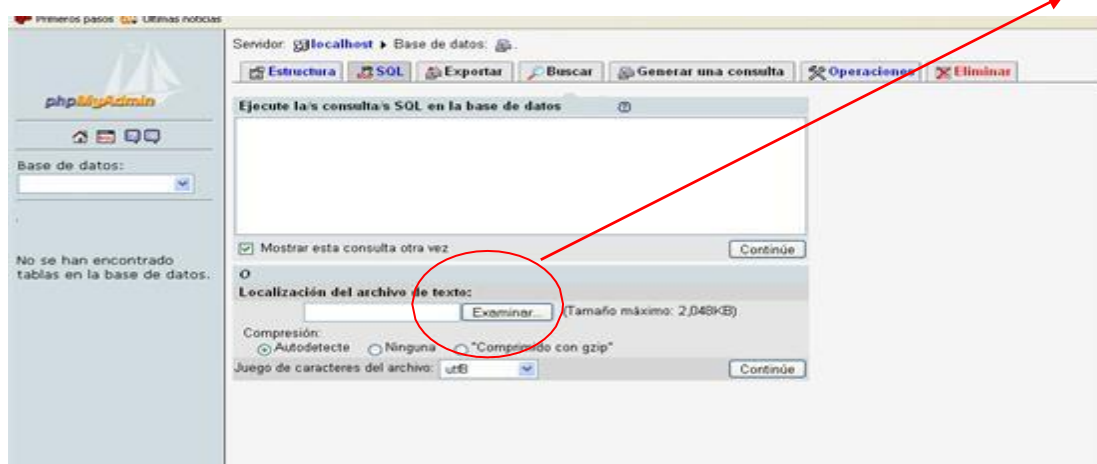 Primeros pasos Últimas noticias
Servidor: localhost ▸ Base de datos:
Estructura SQL Exportar Buscar Generar una consulta Operaciones Eliminar
phpMyAdmin
Ejecute la/s consulta/s SQL en la base de datos
Base de datos:
Mostrar esta consulta otra vez Continúe
No se han encontrado
tablas en la base de datos.
O
Localización del archivo de texto:
Examinar... (Tamaño máximo: 2,048KB)
Compresión:
Autodetecte Ninguna "Comprimido con gzip"
Juego de caracteres del archivo: utf8 Continúe